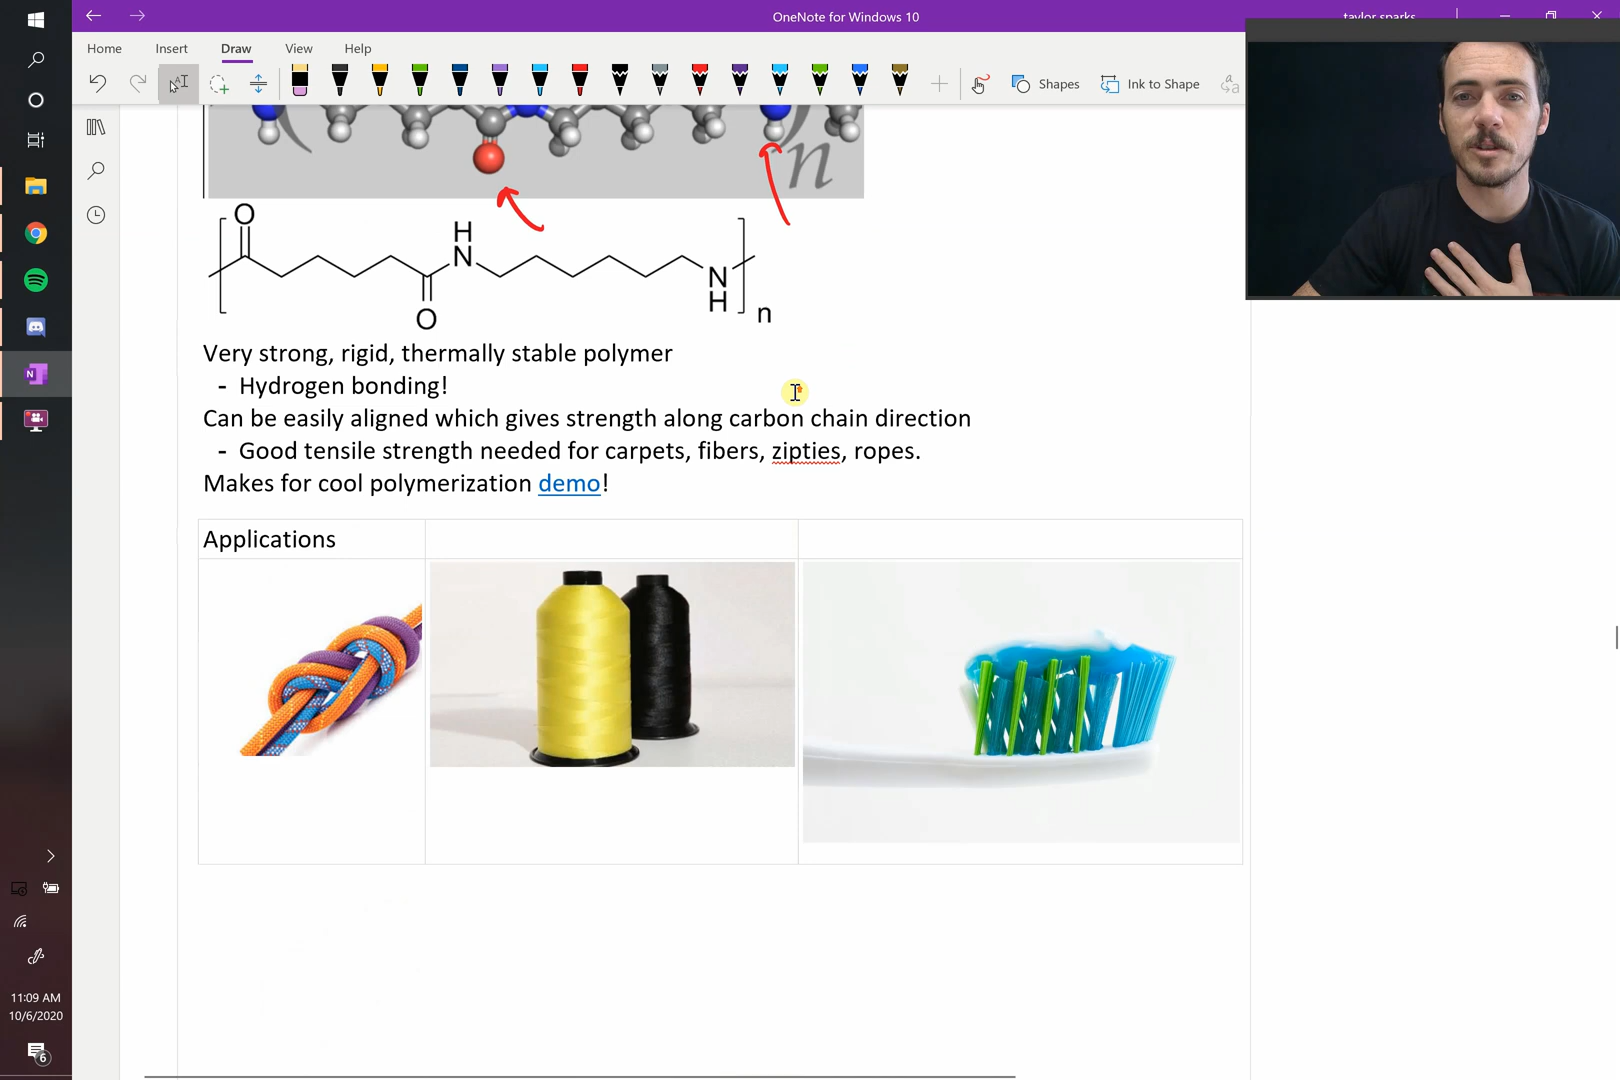 OneNote for Windows 10
taylor sparks
Home Insert Draw View Help
Shapes
Ink to Shape
n
O
H
N
N
H
O
n
Very strong, rigid, thermally stable polymer
- Hydrogen bonding!
Can be easily aligned which gives strength along carbon chain direction
- Good tensile strength needed for carpets, fibers, zipties, ropes.
Makes for cool polymerization demo!
Applications
11:09 AM
10/6/2020
6